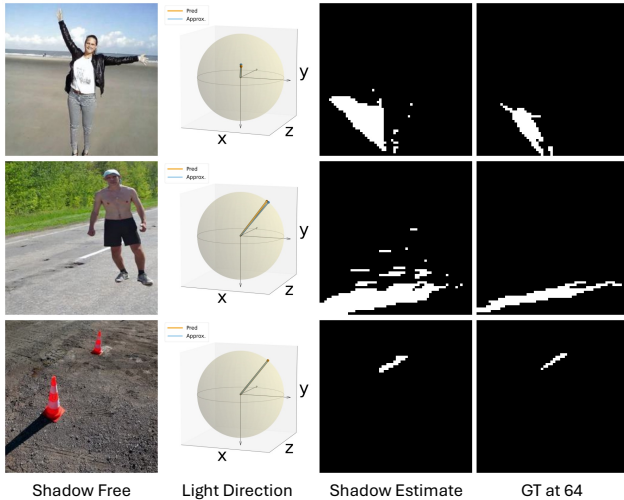 Pred
Approx.
y
x
z
Pred
Approx.
y
x
z
Pred
Approx.
y
x
z
Shadow Free
Light Direction
Shadow Estimate
GT at 64